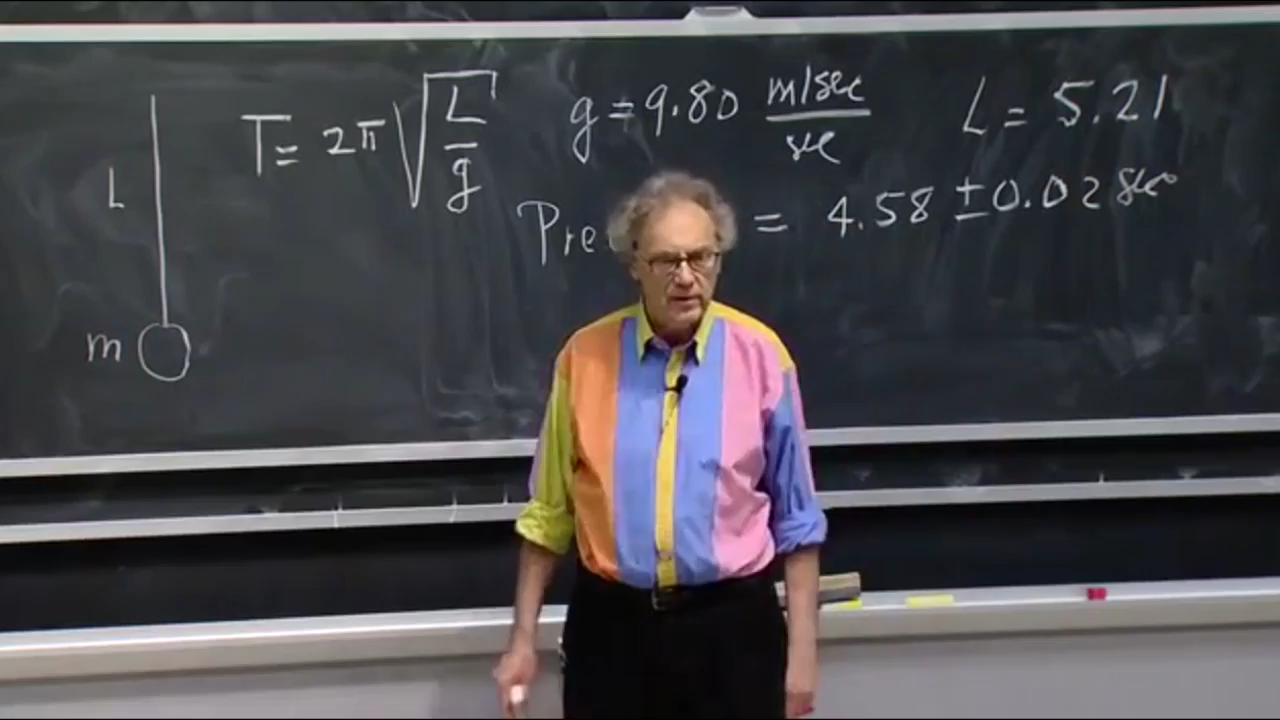 T = 2π √(L/g) g = 9.80 m/sec/sec L = 5.21
L
Pre = 4.58 ± 0.02 sec
m